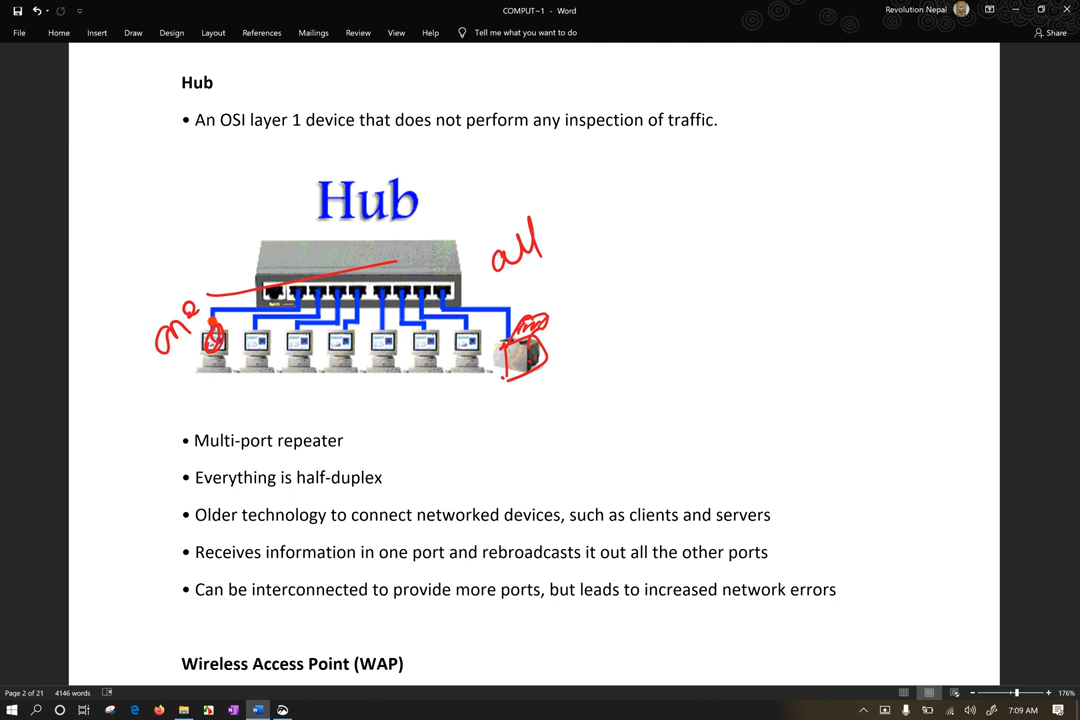 COMPUT~1 - Word
Revolution Nepal
File Home Insert Draw Design Layout References Mailings Review View Help Tell me what you want to do Share
Hub
• An OSI layer 1 device that does not perform any inspection of traffic.
Hub
all
one
• Multi-port repeater
• Everything is half-duplex
• Older technology to connect networked devices, such as clients and servers
• Receives information in one port and rebroadcasts it out all the other ports
• Can be interconnected to provide more ports, but leads to increased network errors
Wireless Access Point (WAP)
Page 2 of 21 4146 words 176%
7:09 AM